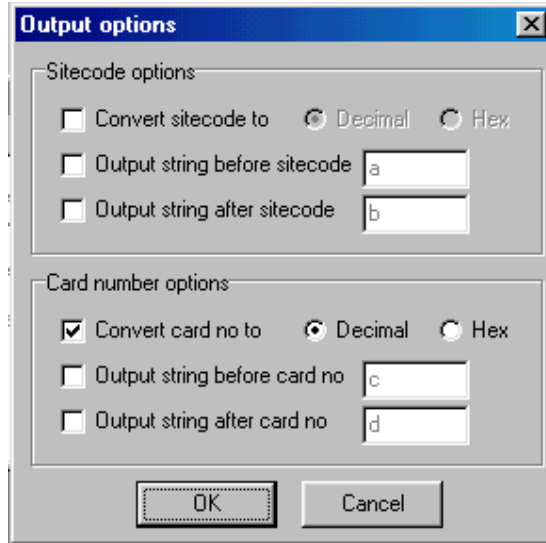 Output options
Sitecode options
Convert sitecode to Decimal Hex
Output string before sitecode a
Output string after sitecode b
Card number options
Convert card no to Decimal Hex
Output string before card no c
Output string after card no d
OK Cancel